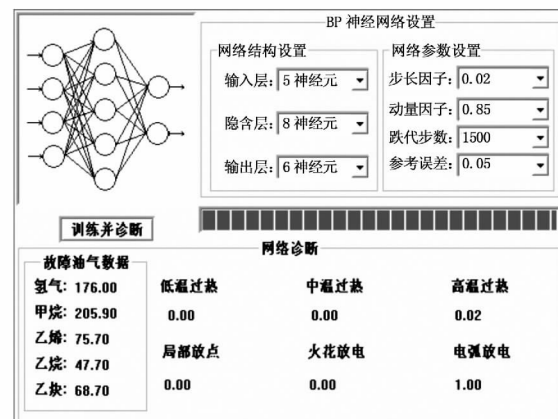 BP 神经网络设置
网络结构设置
输入层: 5 神经元
隐含层: 8 神经元
输出层: 6 神经元
网络参数设置
步长因子: 0.02
动量因子: 0.85
跌代步数: 1500
参考误差: 0.05
训练并诊断
网络诊断
故障油气数据
氢气: 176.00
甲烷: 205.90
乙烯: 75.70
乙烷: 47.70
乙炔: 68.70
低温过热 中温过热 高温过热
0.00 0.00 0.02
局部放点 火花放电 电弧放电
0.00 0.00 1.00